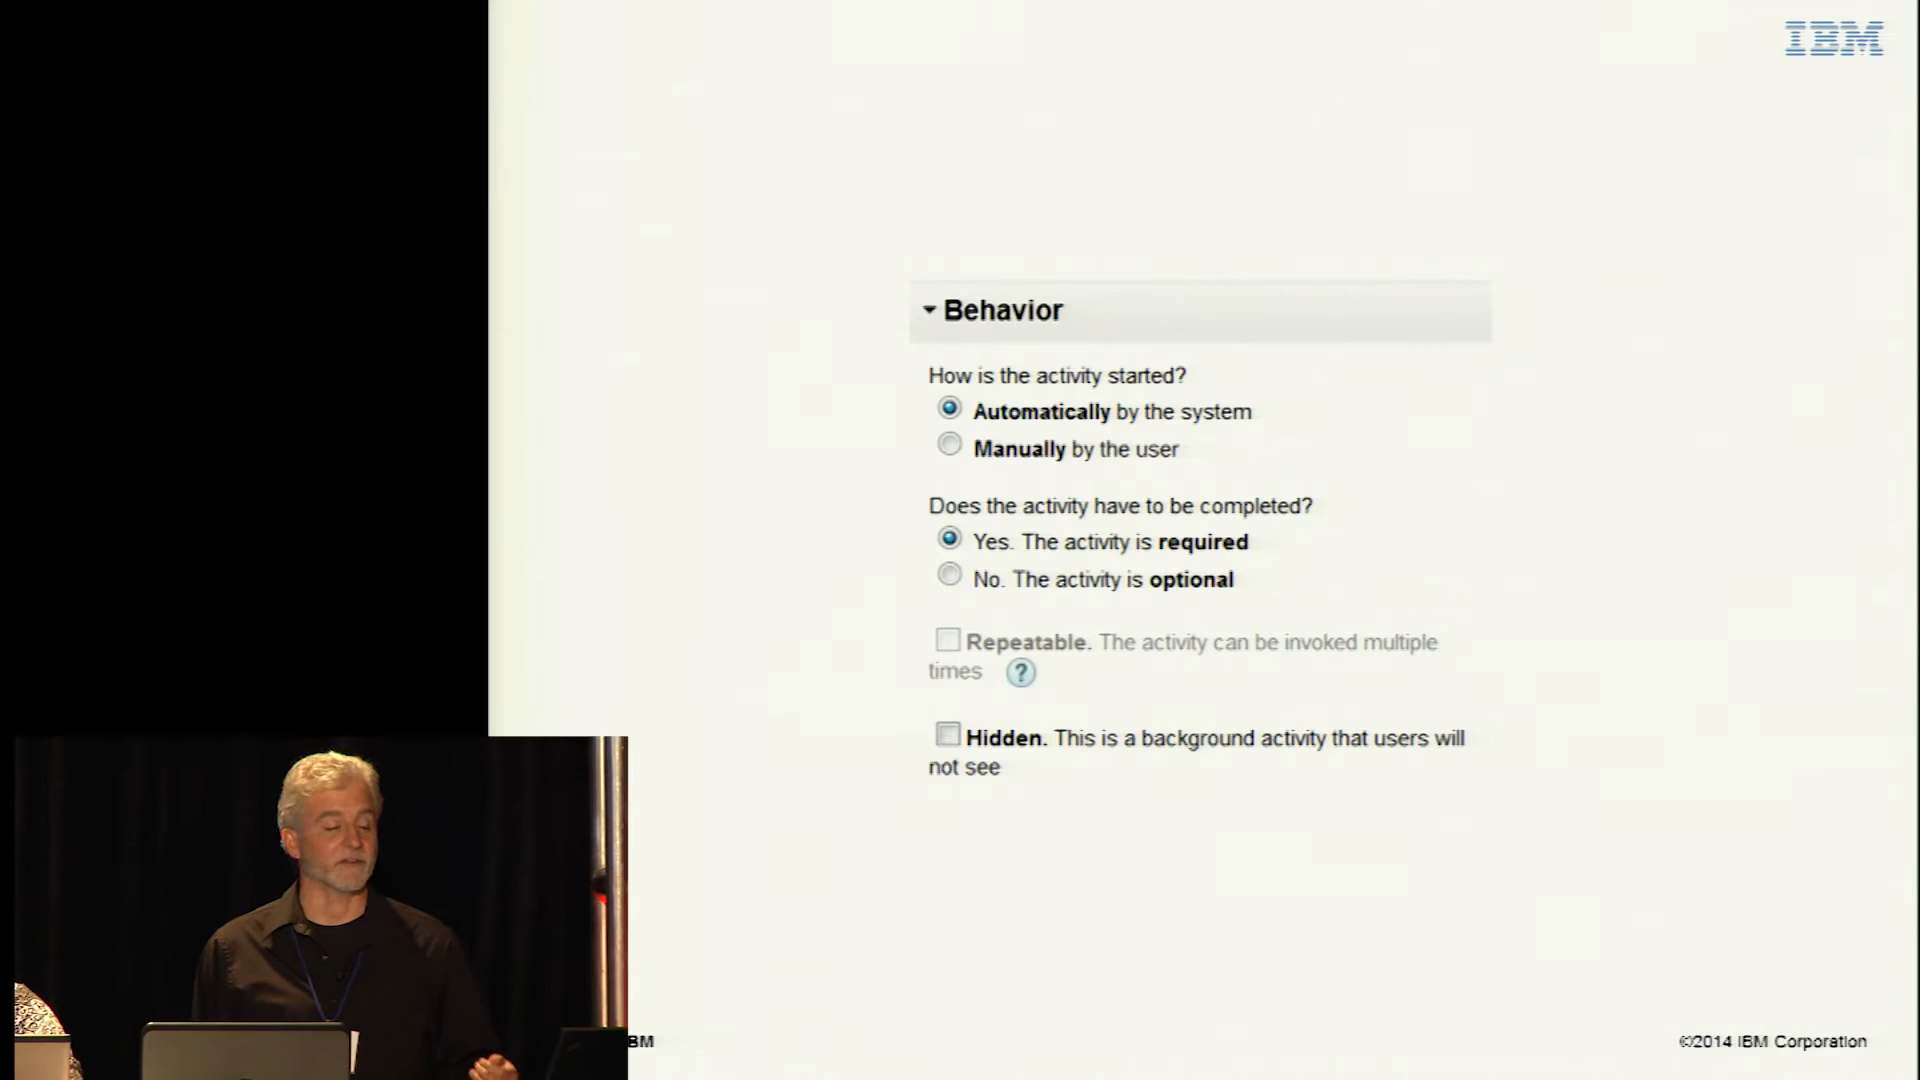 IBM
Behavior
How is the activity started?
Automatically by the system
Manually by the user
Does the activity have to be completed?
Yes. The activity is required
No. The activity is optional
Repeatable. The activity can be invoked multiple
times ?
Hidden. This is a background activity that users will
not see
BM
©2014 IBM Corporation